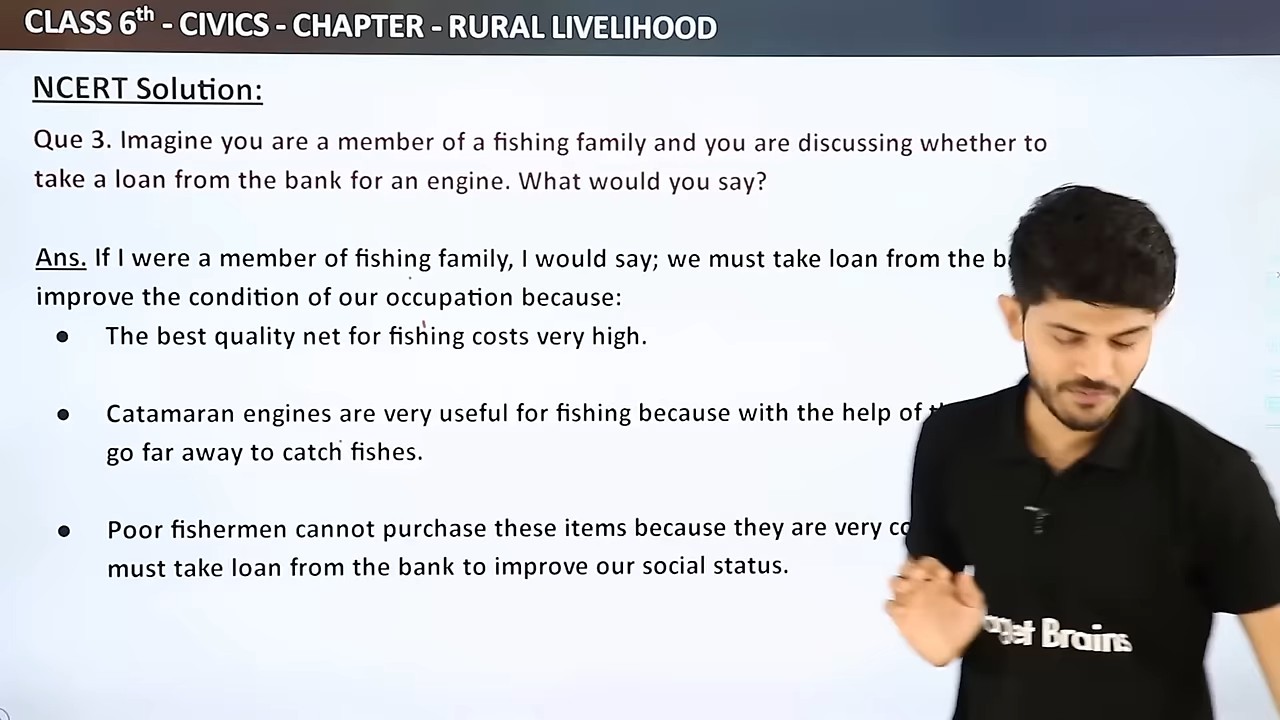 CLASS 6th - CIVICS - CHAPTER - RURAL LIVELIHOOD
NCERT Solution:
Que 3. Imagine you are a member of a fishing family and you are discussing whether to
take a loan from the bank for an engine. What would you say?
Ans. If I were a member of fishing family, I would say; we must take loan from the
improve the condition of our occupation because:
● The best quality net for fishing costs very high.
● Catamaran engines are very useful for fishing because with the help of
go far away to catch fishes.
● Poor fishermen cannot purchase these items because they are very
must take loan from the bank to improve our social status.
Brains